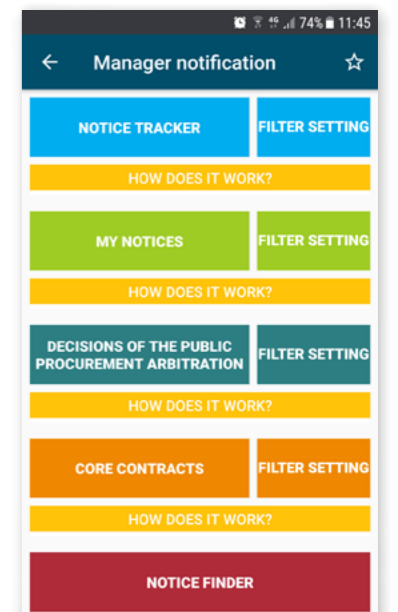 4G 74% 11:45
Manager notification
NOTICE TRACKER FILTER SETTING
HOW DOES IT WORK?
MY NOTICES FILTER SETTING
HOW DOES IT WORK?
DECISIONS OF THE PUBLIC
PROCUREMENT ARBITRATION FILTER SETTING
HOW DOES IT WORK?
CORE CONTRACTS FILTER SETTING
HOW DOES IT WORK?
NOTICE FINDER